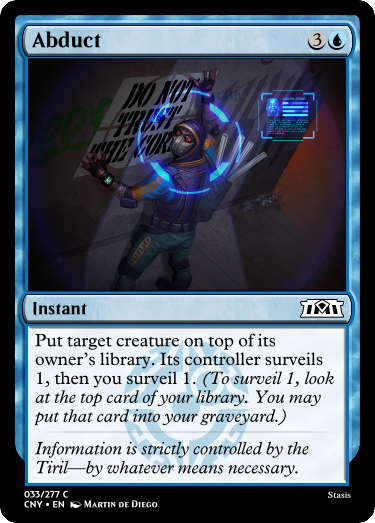 Abduct
3
DO NOT
TRUST
THE COR
Instant
Put target creature on top of its
owner's library. Its controller surveils
1, then you surveil 1. (To surveil 1, look
at the top card of your library. You may
put that card into your graveyard.)
Information is strictly controlled by the
Tiril—by whatever means necessary.
033/277 C
CNY • EN Martin de Diego
Stasis